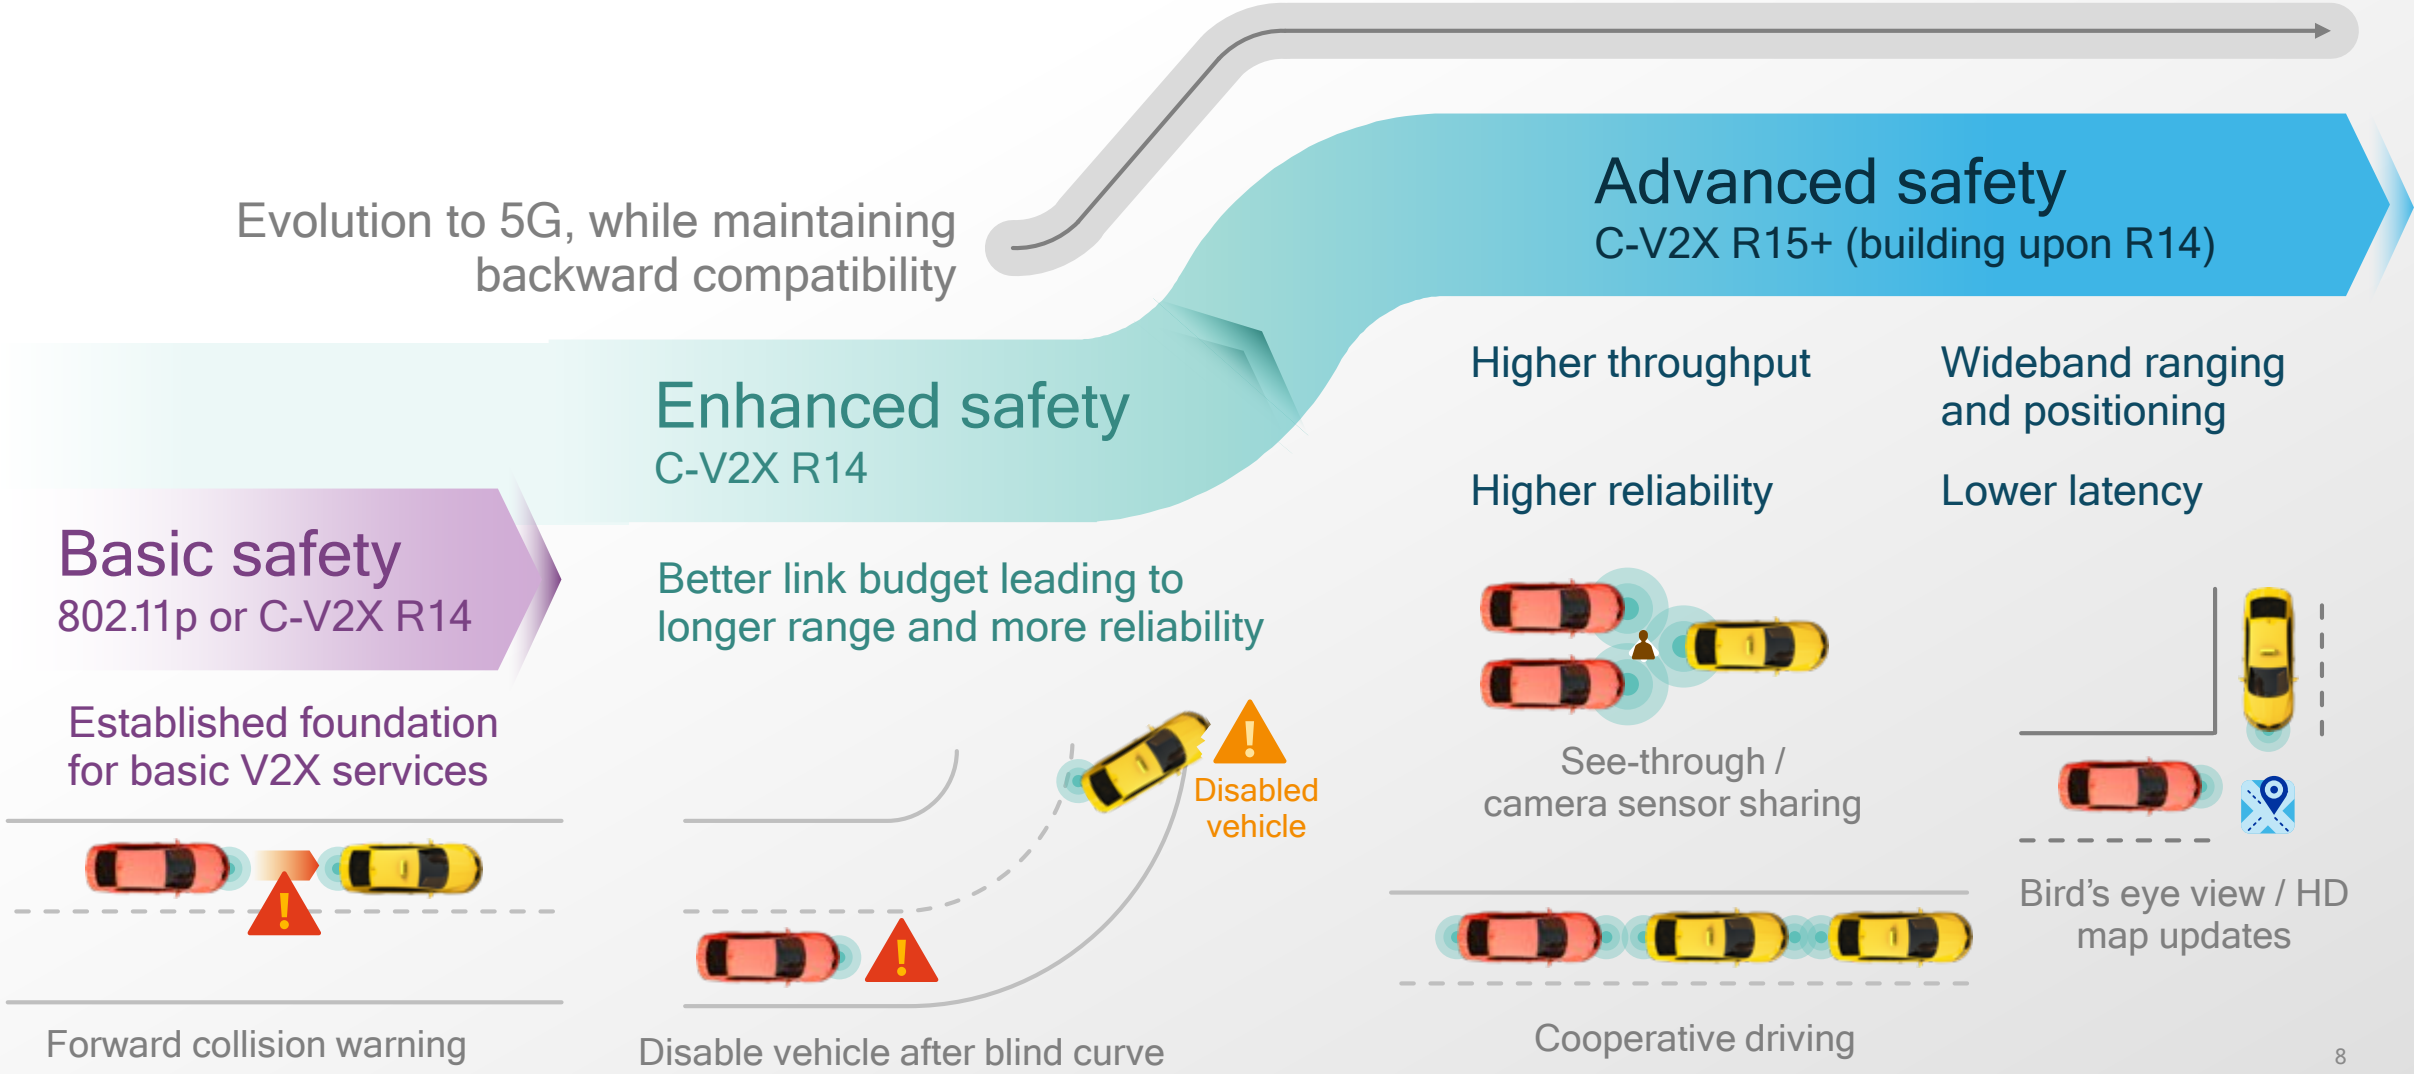 Evolution to 5G, while maintaining
backward compatibility
Basic safety
802.11p or C-V2X R14
Established foundation
for basic V2X services
Forward collision warning
Enhanced safety
C-V2X R14
Better link budget leading to
longer range and more reliability
Disabled
vehicle
Disable vehicle after blind curve
Advanced safety
C-V2X R15+ (building upon R14)
Higher throughput
Wideband ranging
and positioning
Higher reliability
Lower latency
See-through /
camera sensor sharing
Bird's eye view / HD
map updates
Cooperative driving
8